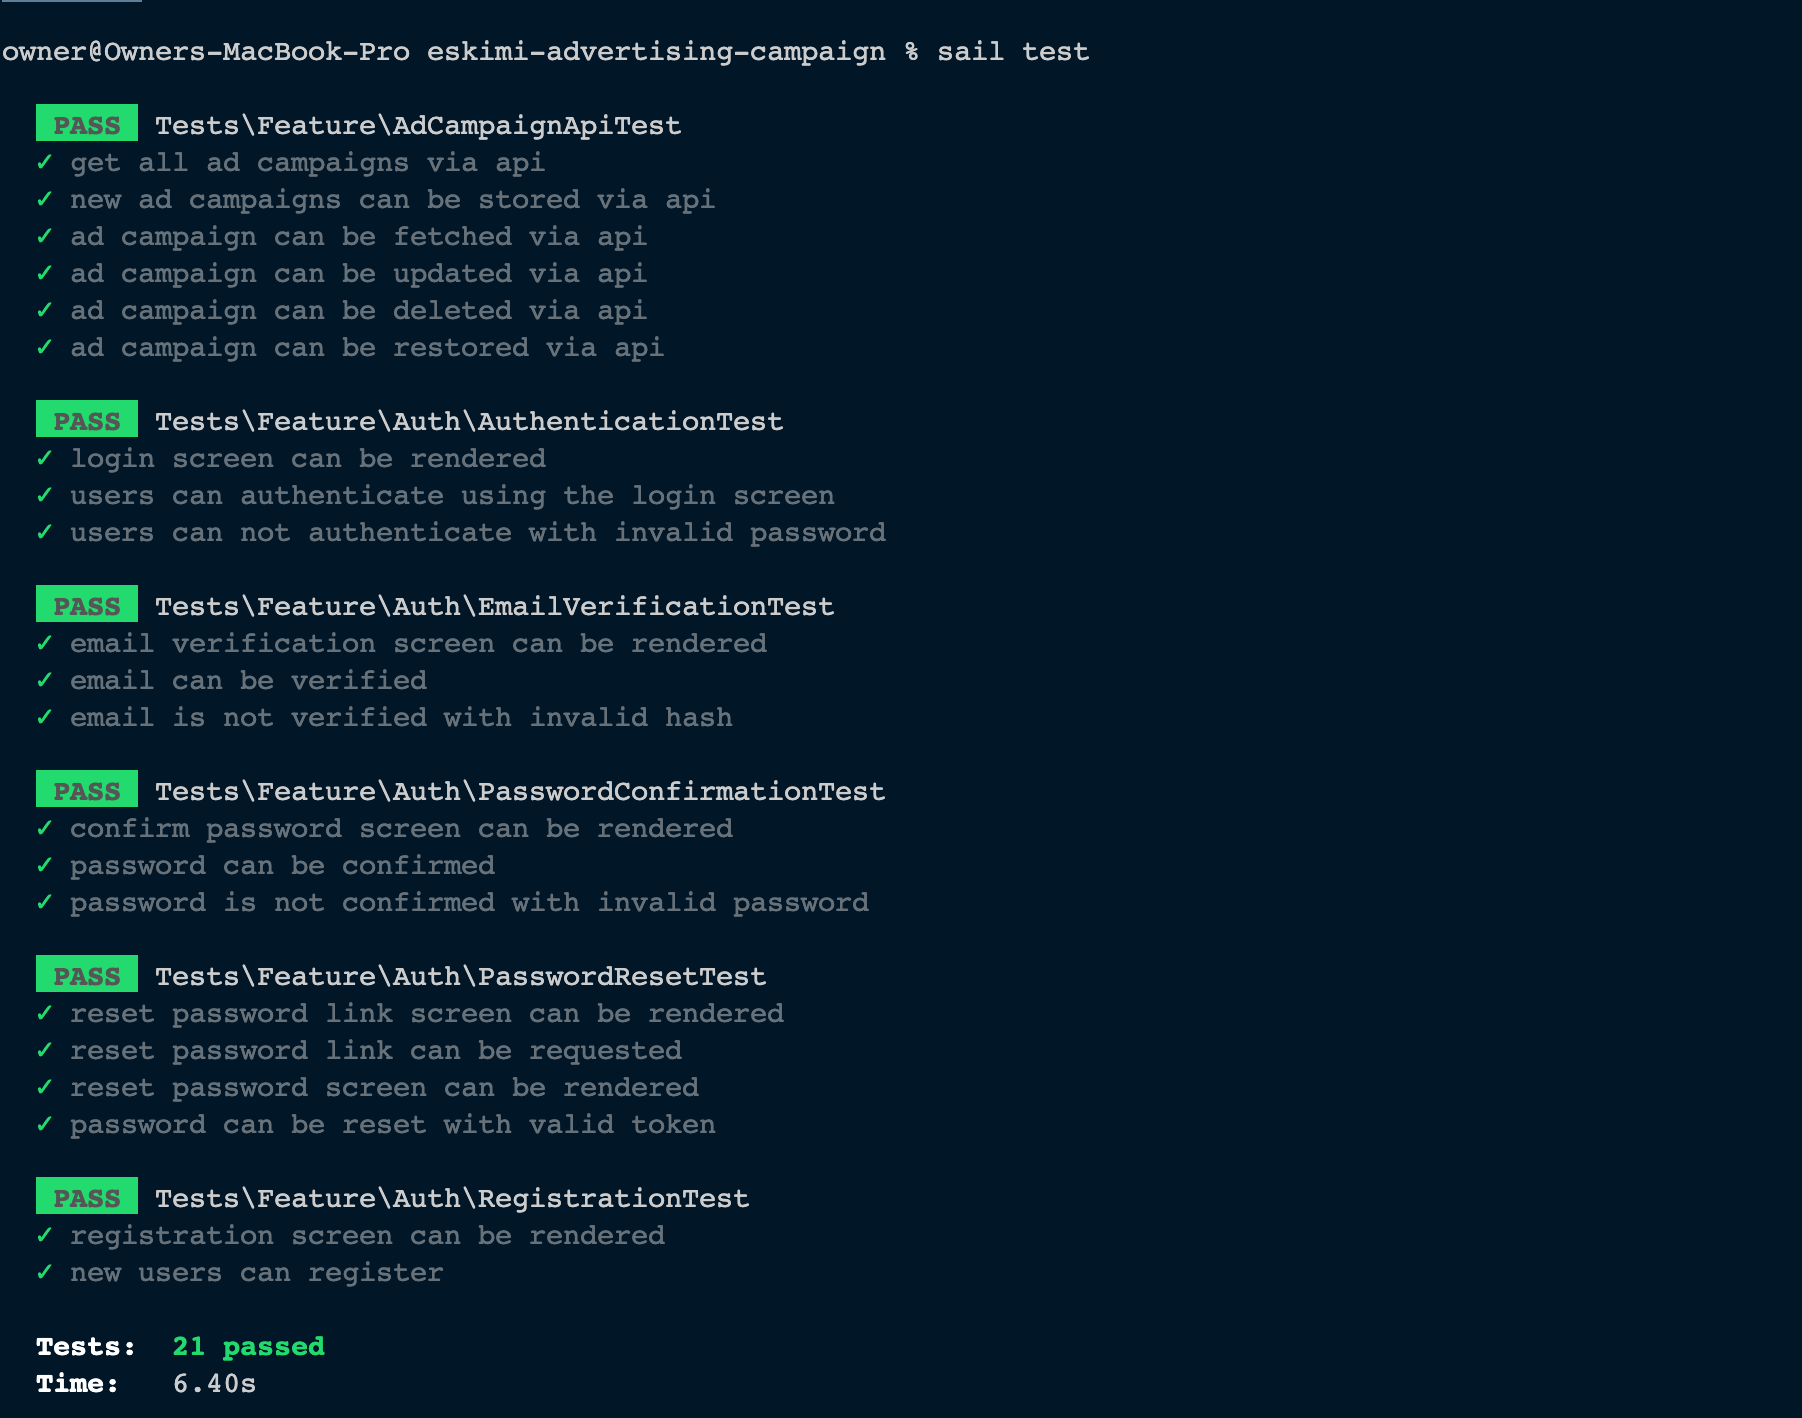 owner@Owners-MacBook-Pro eskimi-advertising-campaign % sail test
PASS Tests\Feature\AdCampaignApiTest
✓ get all ad campaigns via api
✓ new ad campaigns can be stored via api
✓ ad campaign can be fetched via api
✓ ad campaign can be updated via api
✓ ad campaign can be deleted via api
✓ ad campaign can be restored via api
PASS Tests\Feature\Auth\AuthenticationTest
✓ login screen can be rendered
✓ users can authenticate using the login screen
✓ users can not authenticate with invalid password
PASS Tests\Feature\Auth\EmailVerificationTest
✓ email verification screen can be rendered
✓ email can be verified
✓ email is not verified with invalid hash
PASS Tests\Feature\Auth\PasswordConfirmationTest
✓ confirm password screen can be rendered
✓ password can be confirmed
✓ password is not confirmed with invalid password
PASS Tests\Feature\Auth\PasswordResetTest
✓ reset password link screen can be rendered
✓ reset password link can be requested
✓ reset password screen can be rendered
✓ password can be reset with valid token
PASS Tests\Feature\Auth\RegistrationTest
✓ registration screen can be rendered
✓ new users can register
Tests: 21 passed
Time: 6.40s